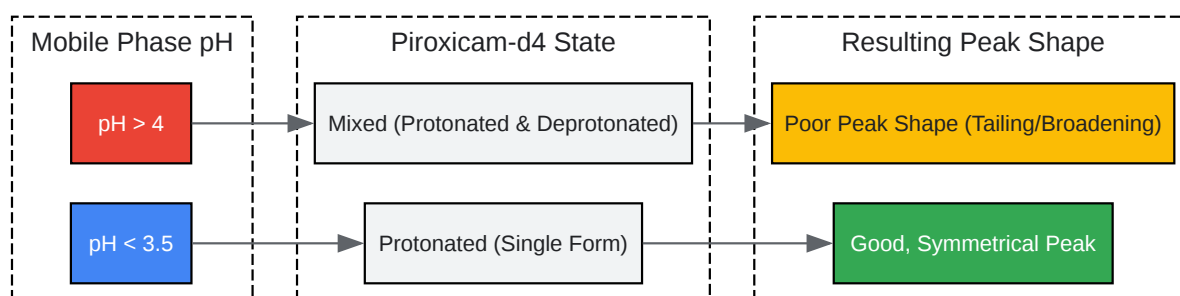 Mobile Phase pH
Piroxicam-d4 State
Resulting Peak Shape
pH > 4
Mixed (Protonated & Deprotonated)
Poor Peak Shape (Tailing/Broadening)
pH < 3.5
Protonated (Single Form)
Good, Symmetrical Peak